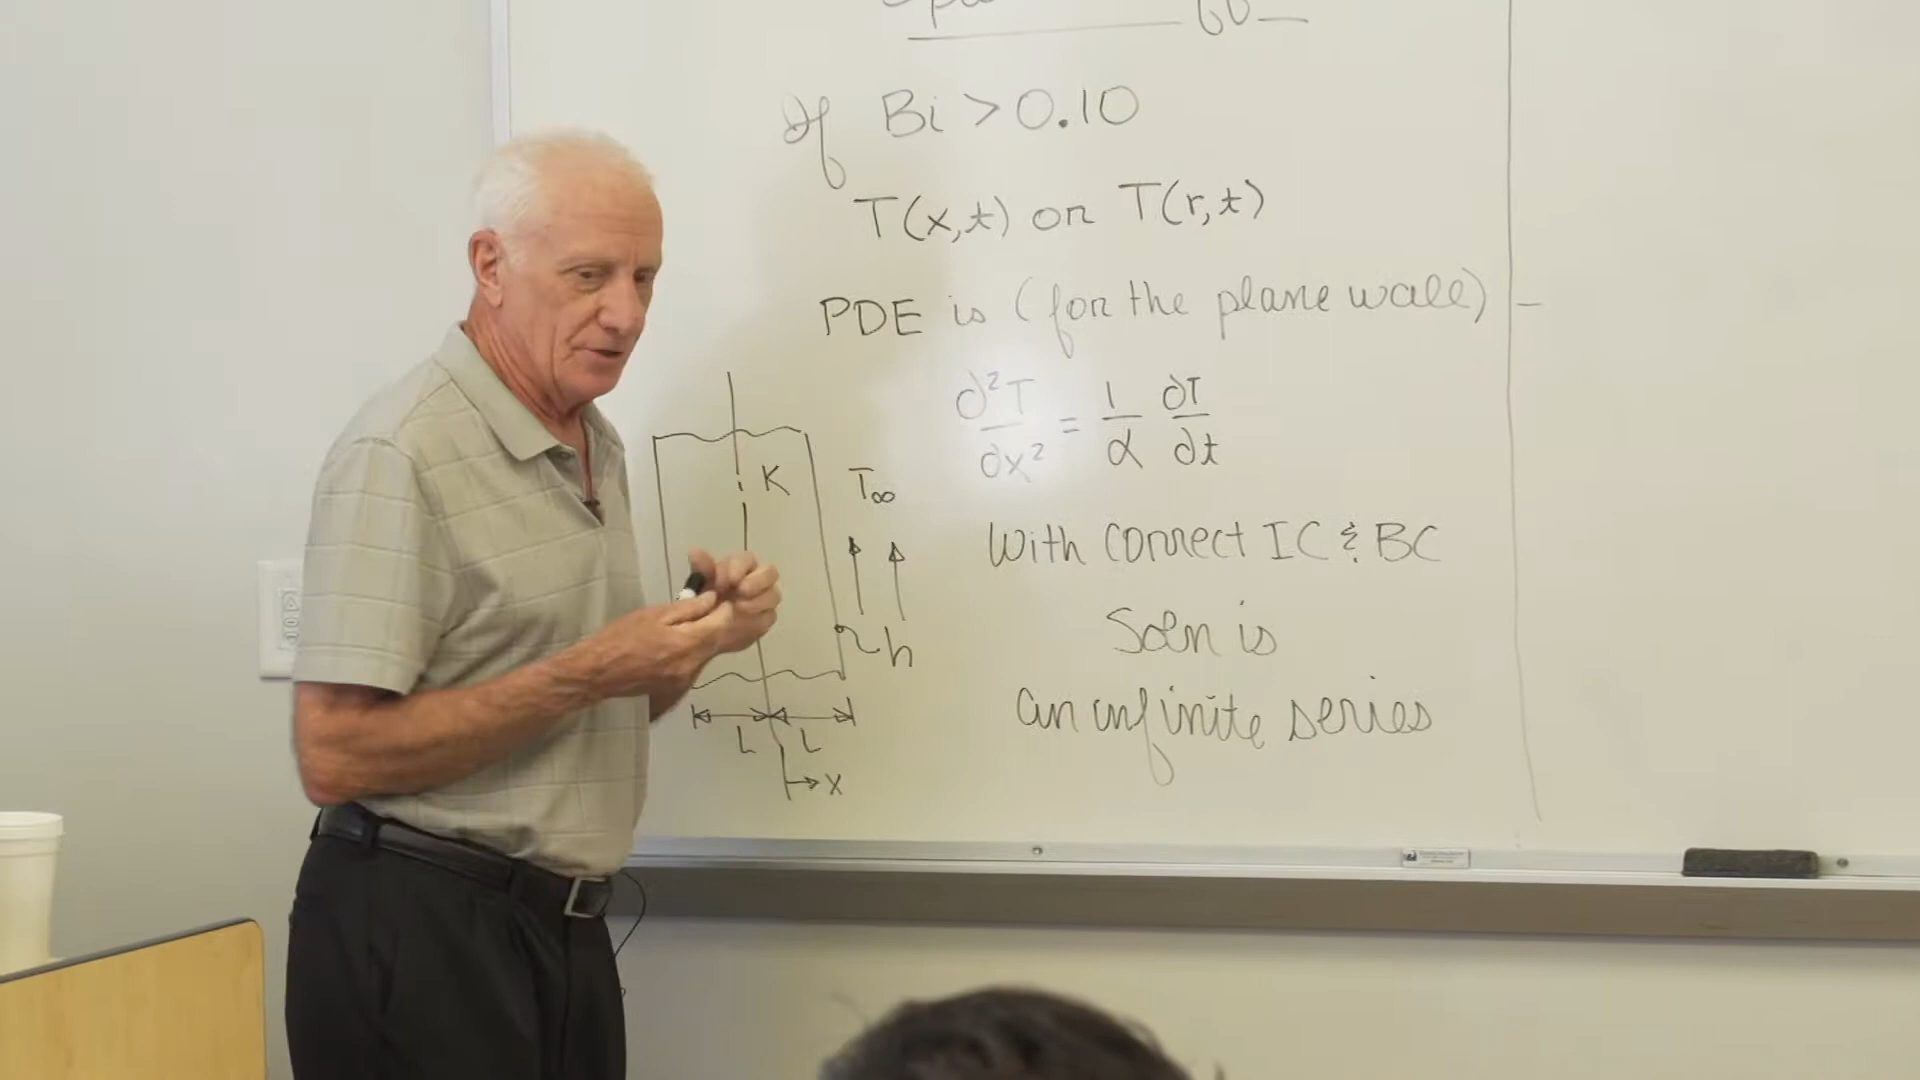 If Bi > 0.10
T(x,t) or T(r,t)
PDE is (for the plane wall) –
∂²T/∂x² = 1/α ∂T/∂t
K
T∞
With correct IC & BC
h
Soln is
an infinite series
L L
x